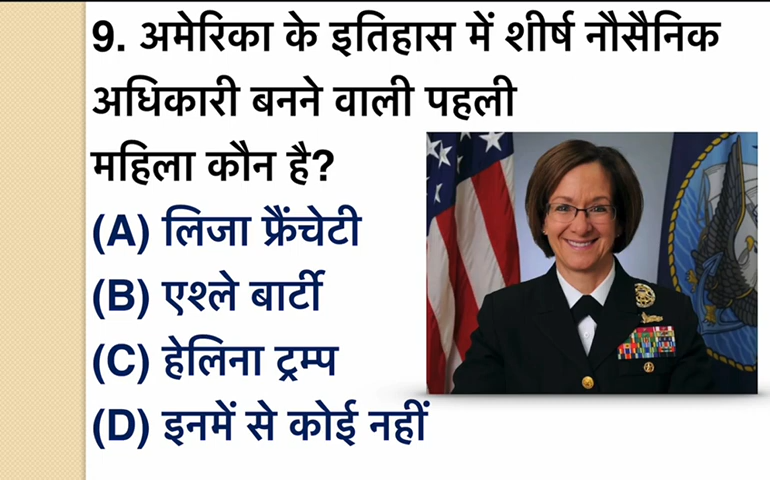 9. अमेरिका के इतिहास में शीर्ष नौसैनिक
अधिकारी बनने वाली पहली
महिला कौन है?
(A) लिजा फ्रैंचेटी
(B) एश्ले बार्टी
(C) हेलिना ट्रम्प
(D) इनमें से कोई नहीं